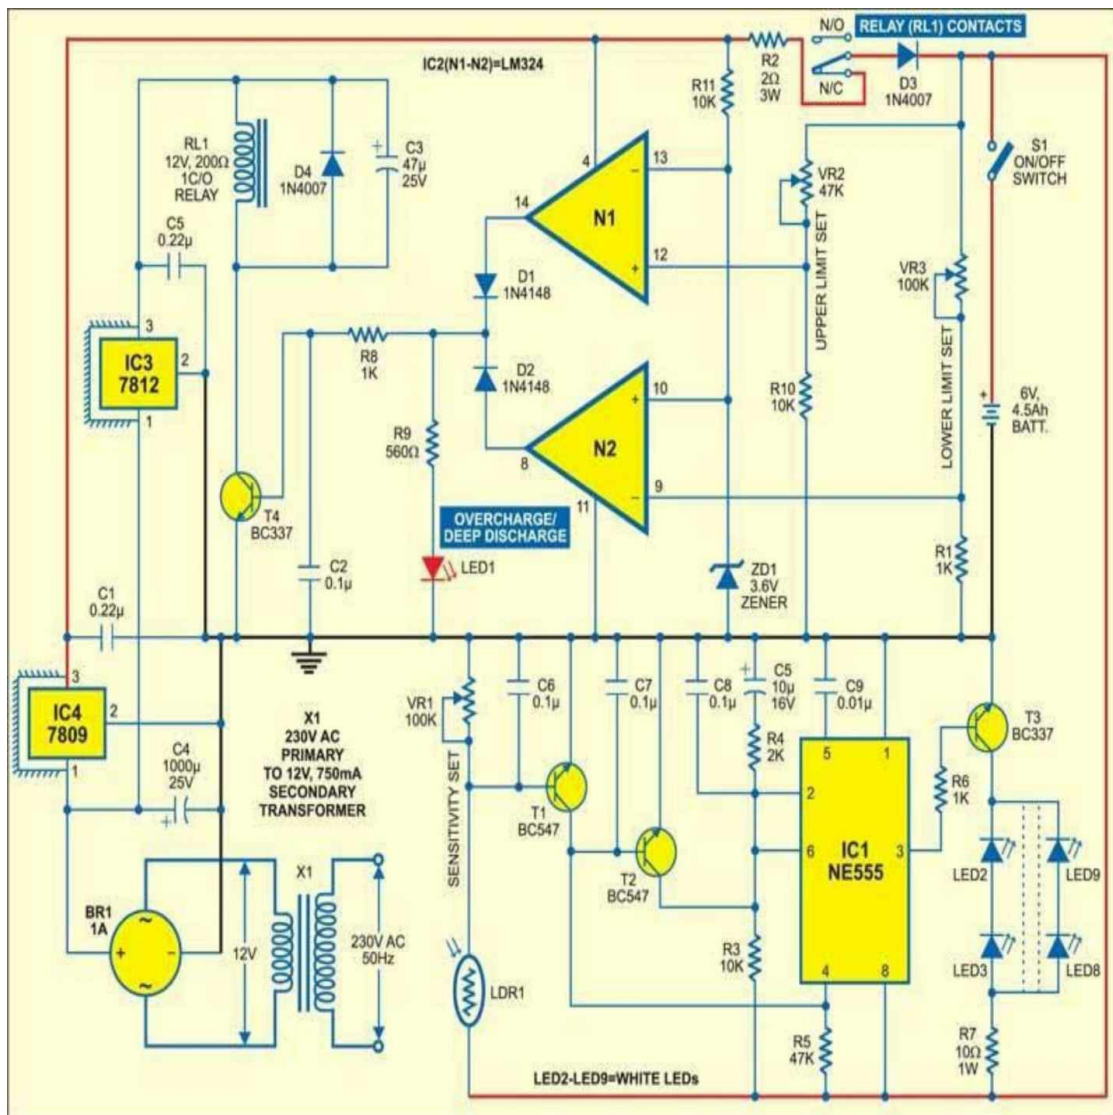 N/O
RELAY (RL1) CONTACTS
IC2(N1-N2)=LM324
R2
2Ω
3W
N/C
D3
1N4007
R11
10K
RL1
12V, 200Ω
1C/O
RELAY
D4
1N4007
+
C3
47µ
25V
4
13
−
14
N1
12
+
VR2
47K
UPPER LIMIT SET
S1
ON/OFF
SWITCH
C5
0.22µ
D1
1N4148
VR3
100K
LOWER LIMIT SET
3
IC3
7812
2
1
R8
1K
D2
1N4148
10
+
R10
10K
+
6V,
4.5Ah
BATT.
R9
560Ω
N2
8
11
9
−
T4
BC337
OVERCHARGE/
DEEP DISCHARGE
C2
0.1µ
LED1
ZD1
3.6V
ZENER
R1
1K
C1
0.22µ
3
IC4
7809
2
1
C4
1000µ
25V
+
X1
230V AC
PRIMARY
TO 12V, 750mA
SECONDARY
TRANSFORMER
VR1
100K
SENSITIVITY SET
C6
0.1µ
C7
0.1µ
C8
0.1µ
+
C5
10µ
16V
C9
0.01µ
T3
BC337
R4
2K
5
1
2
R6
1K
T1
BC547
6
IC1
NE555
3
T2
BC547
LED2
LED9
X1
BR1
1A
~
+
−
~
12V
230V AC
50Hz
LDR1
R3
10K
4
8
LED3
LED8
R5
47K
R7
10Ω
1W
LED2-LED9=WHITE LEDs